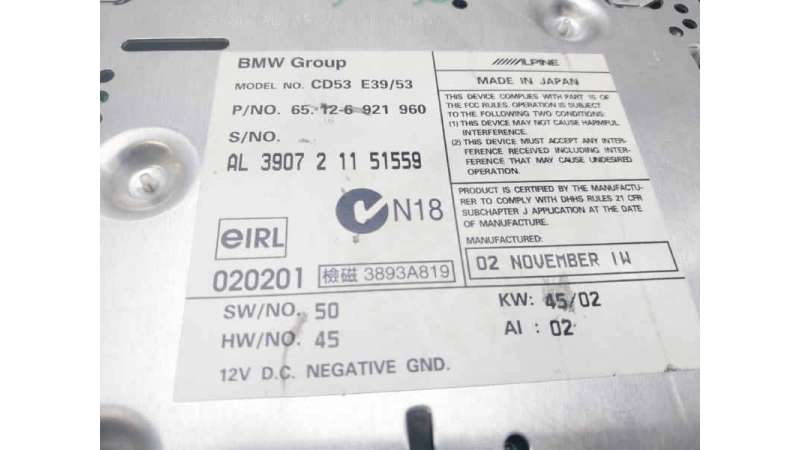 BMW Group
MODEL NO. CD53 E39/53
P/NO. 65.12-6 921 960
S/NO.
AL 3907 2 11 51559
N18
eIRL
020201
檢磁 3893A819
SW/NO. 50
HW/NO. 45
12V D.C. NEGATIVE GND.
ALPINE
MADE IN JAPAN
THIS DEVICE COMPLIES WITH PART 15 OF
THE FCC RULES. OPERATION IS SUBJECT
TO THE FOLLOWING TWO CONDITIONS:
(1) THIS DEVICE MAY NOT CAUSE HARMFUL
INTERFERENCE.
(2) THIS DEVICE MUST ACCEPT ANY INTER-
FERENCE RECEIVED INCLUDING INTER-
FERENCE THAT MAY CAUSE UNDESIRED
OPERATION.
PRODUCT IS CERTIFIED BY THE MANUFACTU-
RER TO COMPLY WITH DHHS RULES 21 CFR
SUBCHAPTER J APPLICATION AT THE DATE
OF MANUFACTURE.
MANUFACTURED:
02 NOVEMBER IW
KW: 45/02
AI : 02